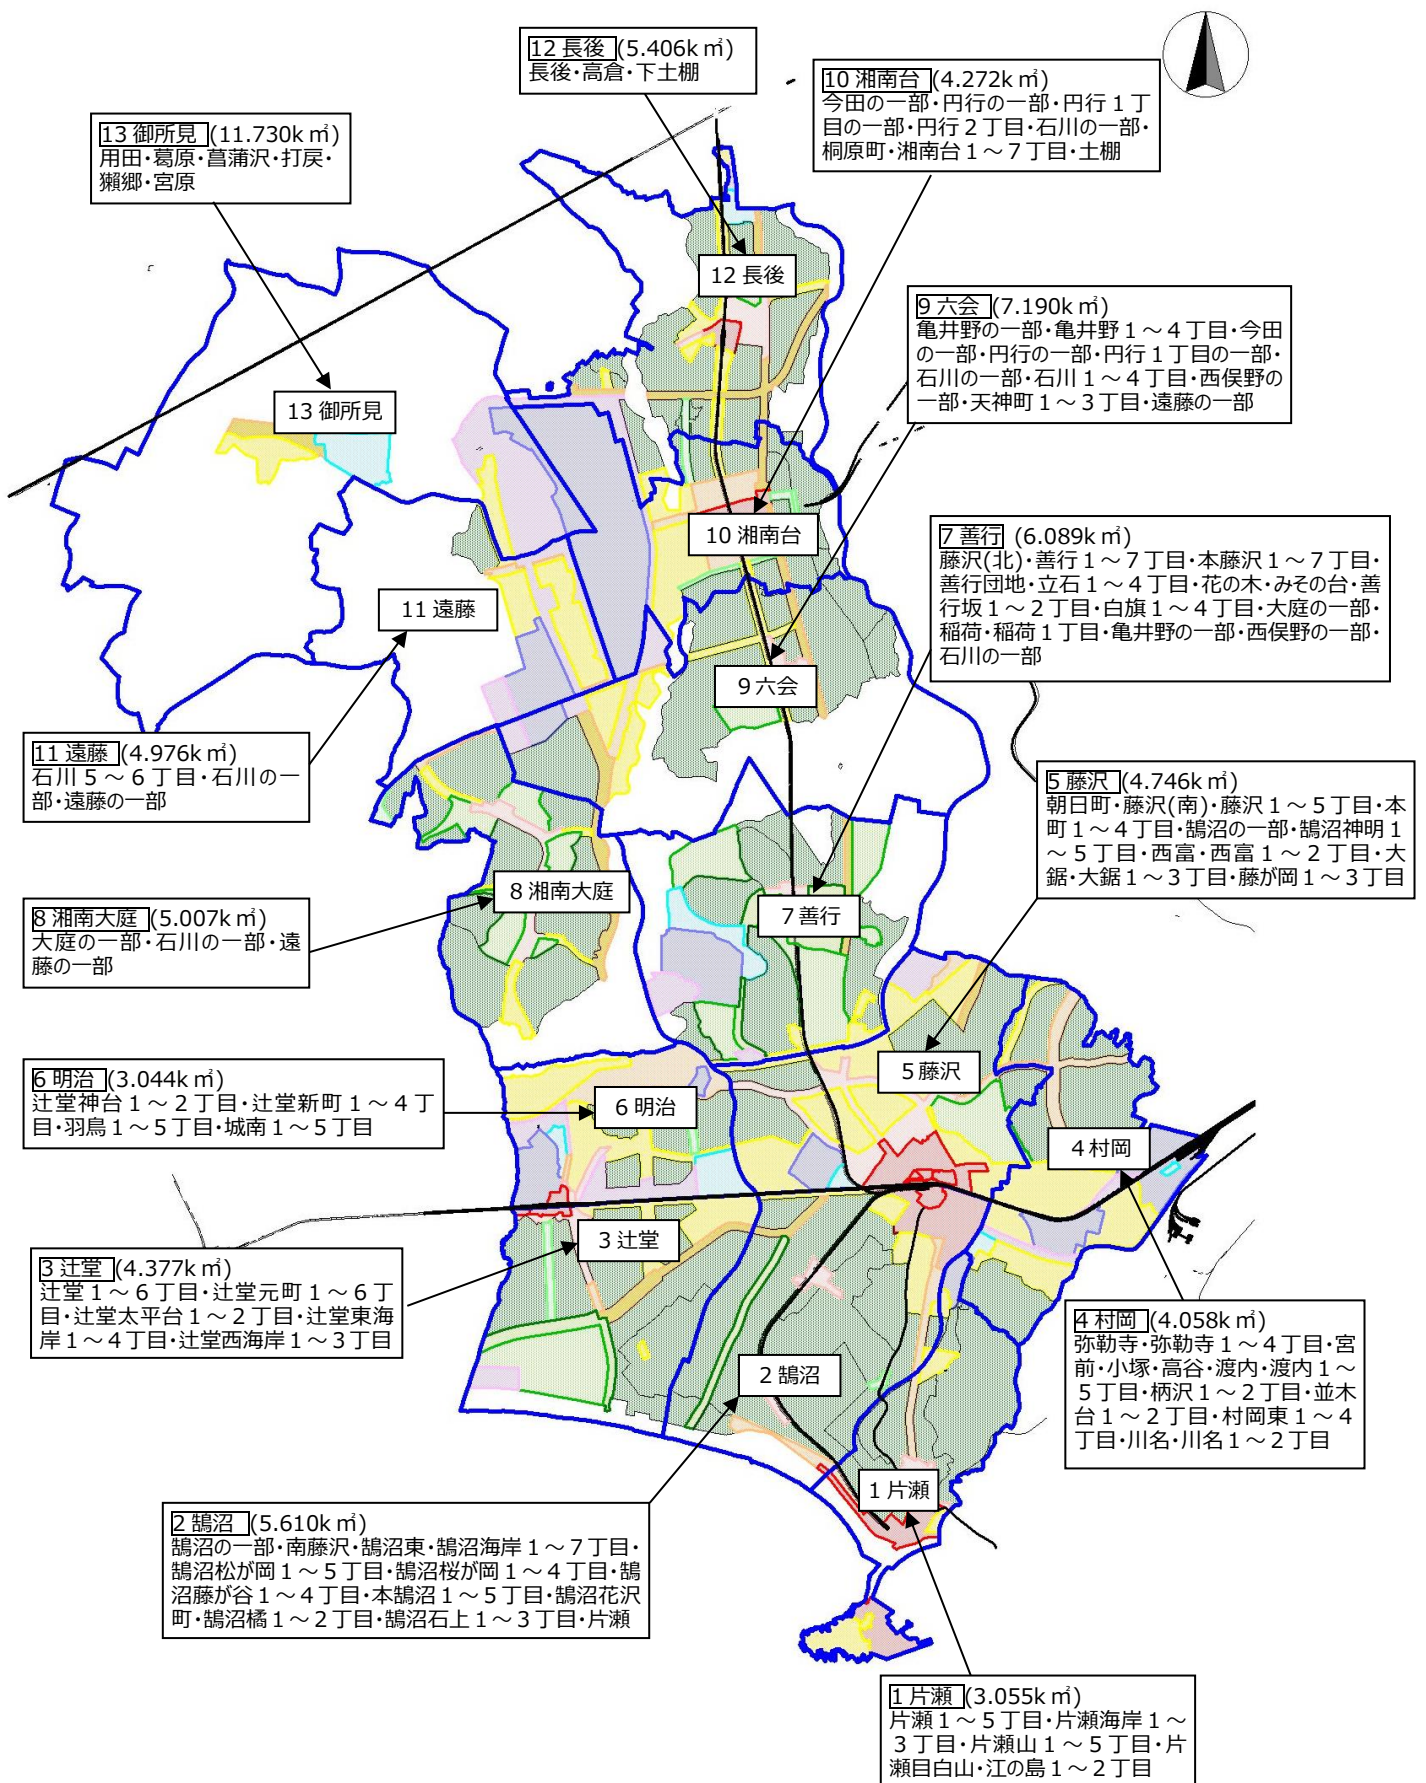 12 長後 (5.406k㎡)
長後・高倉・下土棚
10 湘南台 (4.272k㎡)
今田の一部・円行の一部・円行１丁
目の一部・円行２丁目・石川の一部・
桐原町・湘南台１～７丁目・土棚
13 御所見 (11.730k㎡)
用田・葛原・菖蒲沢・打戻・
獺郷・宮原
12 長後
9 六会 (7.190k㎡)
亀井野の一部・亀井野１～４丁目・今田
の一部・円行の一部・円行１丁目の一部・
石川の一部・石川１～４丁目・西俣野の
一部・天神町１～３丁目・遠藤の一部
13 御所見
10 湘南台
7 善行 (6.089k㎡)
藤沢(北)・善行１～７丁目・本藤沢１～７丁目・
善行団地・立石１～４丁目・花の木・みその台・善
行坂１～２丁目・白旗１～４丁目・大庭の一部・
稲荷・稲荷１丁目・亀井野の一部・西俣野の一部・
石川の一部
11 遠藤
9 六会
11 遠藤 (4.976k㎡)
石川５～６丁目・石川の一
部・遠藤の一部
5 藤沢 (4.746k㎡)
朝日町・藤沢(南)・藤沢１～５丁目・本
町１～４丁目・鵠沼の一部・鵠沼神明１
～５丁目・西富・西富１～２丁目・大
鋸・大鋸１～３丁目・藤が岡１～３丁目
8 湘南大庭
7 善行
8 湘南大庭 (5.007k㎡)
大庭の一部・石川の一部・遠
藤の一部
5 藤沢
6 明治 (3.044k㎡)
辻堂神台１～２丁目・辻堂新町１～４丁
目・羽鳥１～５丁目・城南１～５丁目
6 明治
4 村岡
3 辻堂
3 辻堂 (4.377k㎡)
辻堂１～６丁目・辻堂元町１～６丁
目・辻堂太平台１～２丁目・辻堂東海
岸１～４丁目・辻堂西海岸１～３丁目
4 村岡 (4.058k㎡)
弥勒寺・弥勒寺１～４丁目・宮
前・小塚・高谷・渡内・渡内１～
５丁目・柄沢１～２丁目・並木
台１～２丁目・村岡東１～４
丁目・川名・川名１～２丁目
2 鵠沼
1 片瀬
2 鵠沼 (5.610k㎡)
鵠沼の一部・南藤沢・鵠沼東・鵠沼海岸１～７丁目・
鵠沼松が岡１～５丁目・鵠沼桜が岡１～４丁目・鵠
沼藤が谷１～４丁目・本鵠沼１～５丁目・鵠沼花沢
町・鵠沼橘１～２丁目・鵠沼石上１～３丁目・片瀬
1 片瀬 (3.055k㎡)
片瀬１～５丁目・片瀬海岸１～
３丁目・片瀬山１～５丁目・片
瀬目白山・江の島１～２丁目